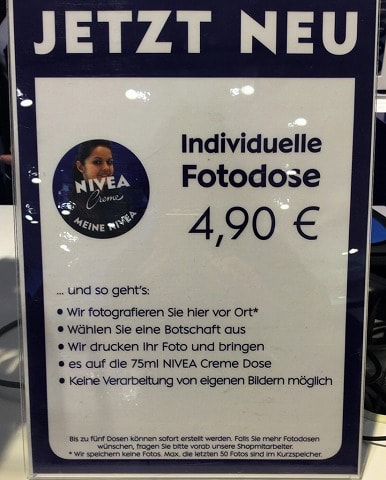 JETZT NEU
Individuelle
Fotodose
4,90 €
NIVEA
Creme
MEINE NIVEA
... und so geht's:
• Wir fotografieren Sie hier vor Ort*
• Wählen Sie eine Botschaft aus
• Wir drucken Ihr Foto und bringen
• es auf die 75ml NIVEA Creme Dose
• Keine Verarbeitung von eigenen Bildern möglich
Bis zu fünf Dosen können sofort erstellt werden. Falls Sie mehr Fotodosen
wünschen, fragen Sie bitte vorab unsere Shopmitarbeiter.
* Wir speichern keine Fotos. Max. die letzten 50 Fotos sind im Kurzspeicher.